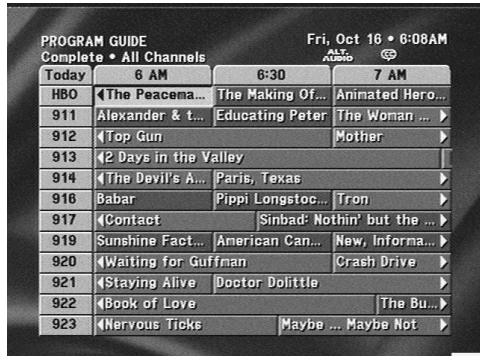 PROGRAM GUIDE
Fri, Oct 16 • 6:08AM
Complete • All Channels
ALT. AUDIO CC
Today 6 AM 6:30 7 AM
HBO The Peacema... The Making Of... Animated Hero...
911 Alexander & t... Educating Peter The Woman ...
912 Top Gun Mother
913 2 Days in the Valley
914 The Devil's A... Paris, Texas
916 Babar Pippi Longstoc... Tron
917 Contact Sinbad: Nothin' but the ...
919 Sunshine Fact... American Can... New, Informa...
920 Waiting for Guffman Crash Drive
921 Staying Alive Doctor Dolittle
922 Book of Love The Bu...
923 Nervous Ticks Maybe ... Maybe Not